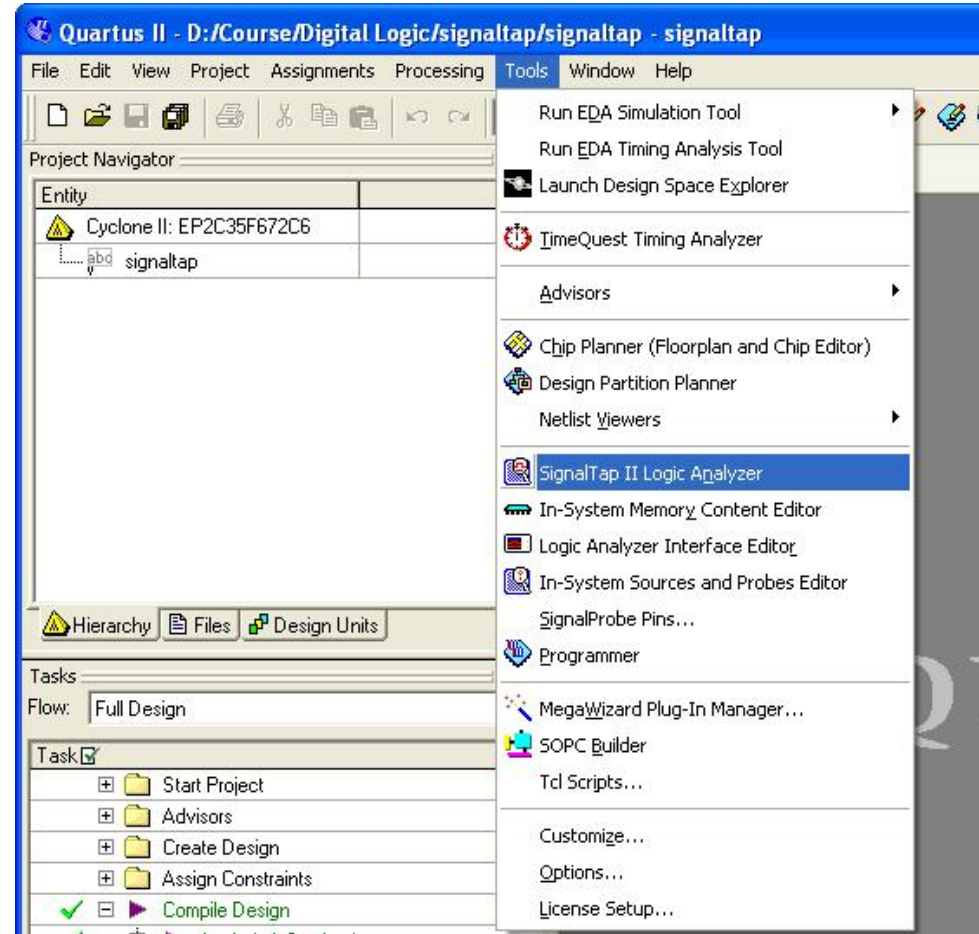 Quartus II - D:/Course/Digital Logic/signaltap/signaltap - signaltap
File Edit View Project Assignments Processing Tools Window Help
Project Navigator
Entity
Cyclone II: EP2C35F672C6
abd signaltap
Hierarchy Files Design Units
Tasks
Flow: Full Design
Task
Start Project
Advisors
Create Design
Assign Constraints
Compile Design
Run EDA Simulation Tool
Run EDA Timing Analysis Tool
Launch Design Space Explorer
TimeQuest Timing Analyzer
Advisors
Chip Planner (Floorplan and Chip Editor)
Design Partition Planner
Netlist Viewers
SignalTap II Logic Analyzer
In-System Memory Content Editor
Logic Analyzer Interface Editor
In-System Sources and Probes Editor
SignalProbe Pins...
Programmer
MegaWizard Plug-In Manager...
SOPC Builder
Tcl Scripts...
Customize...
Options...
License Setup...